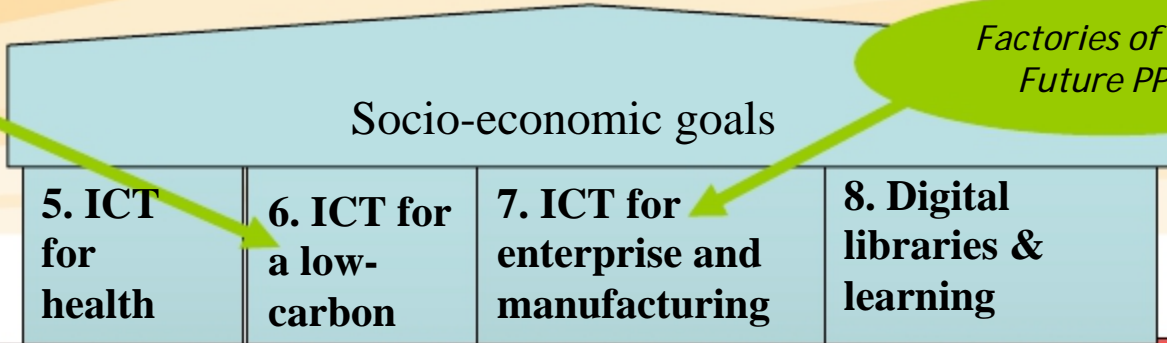 Factories of
Future PP
Socio-economic goals
5. ICT
for
health
6. ICT for
a low-
carbon
7. ICT for
enterprise and
manufacturing
8. Digital
libraries &
learning